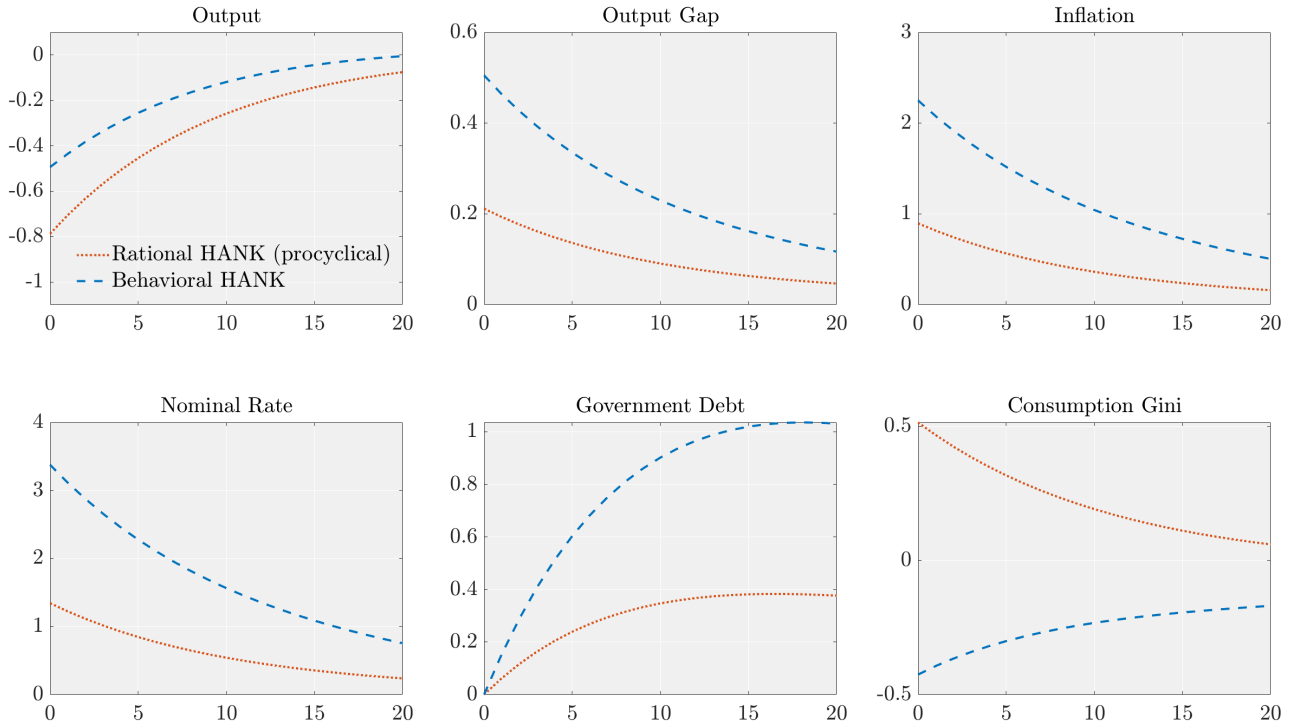 Output
0
-0.2
-0.4
-0.6
-0.8
-1
Rational HANK (procyclical)
Behavioral HANK
0 5 10 15 20
Output Gap
0.6
0.4
0.2
0
0 5 10 15 20
Inflation
3
2
1
0
0 5 10 15 20
Nominal Rate
4
3
2
1
0
0 5 10 15 20
Government Debt
1
0.8
0.6
0.4
0.2
0
0 5 10 15 20
Consumption Gini
0.5
0
-0.5
0 5 10 15 20